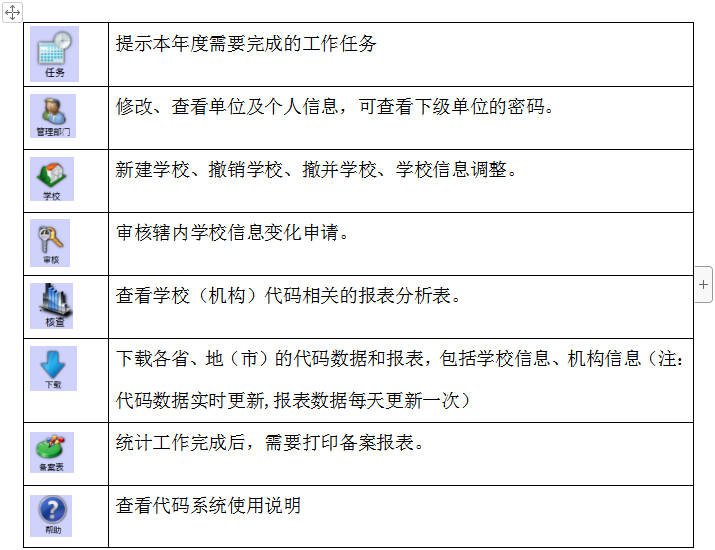 任务
提示本年度需要完成的工作任务
管理部门
修改、查看单位及个人信息，可查看下级单位的密码。
学校
新建学校、撤销学校、撤并学校、学校信息调整。
审核
审核辖内学校信息变化申请。
核查
查看学校（机构）代码相关的报表分析表。
下载
下载各省、地（市）的代码数据和报表，包括学校信息、机构信息（注：
代码数据实时更新,报表数据每天更新一次）
备案表
统计工作完成后，需要打印备案报表。
帮助
查看代码系统使用说明